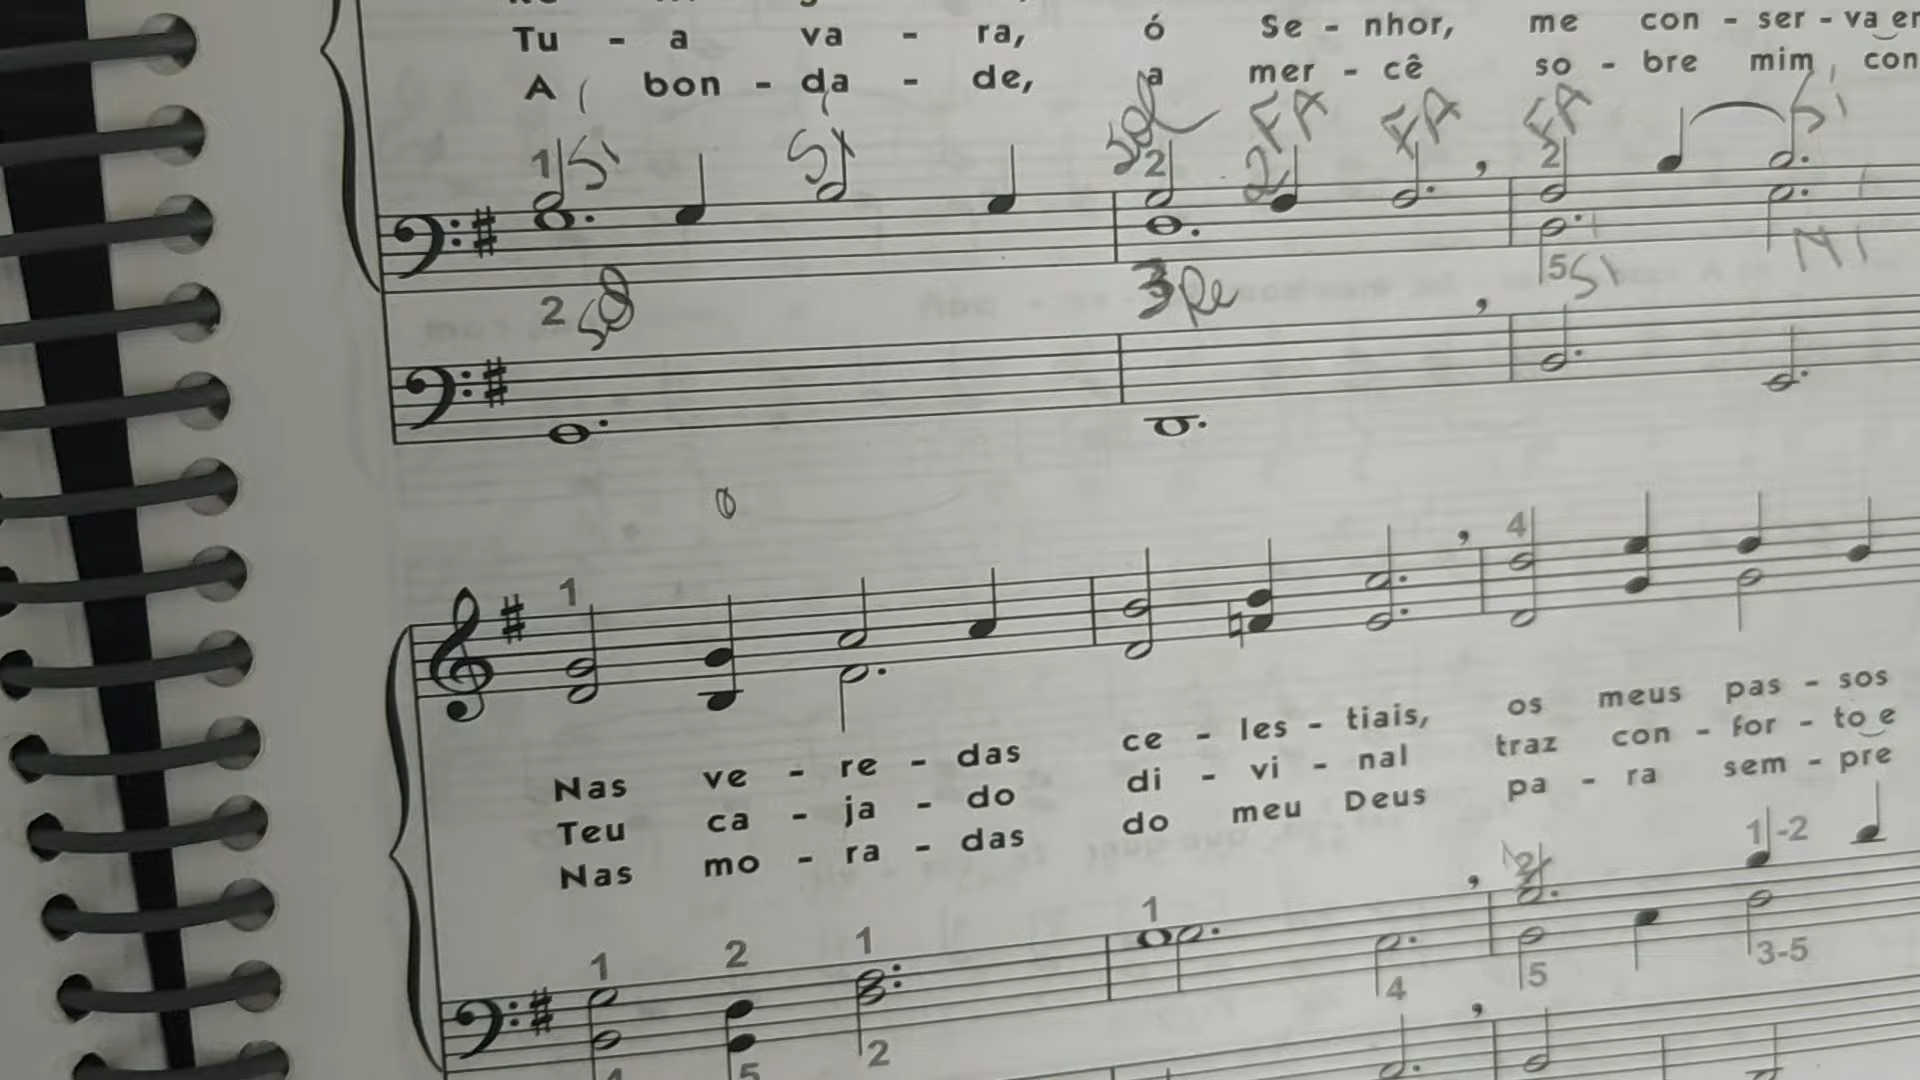 Tu - a va - ra, ó Se - nhor, me con - ser - va
A bon - da - de, a mer - cê so - bre mim, con
Sol FA FA FA Si
1 Si Si 2 2 2
5 Si Mi
2 Sol 3 Re
1 4
Nas ve - re - das ce - les - tiais, os meus pas - sos
Teu ca - ja - do di - vi - nal traz con - for - to e
Nas mo - ra - das do meu Deus pa - ra sem - pre
1 2 1 1 1-2
5 2 4 5 3-5